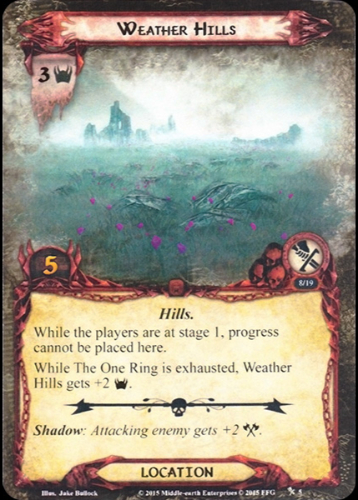 Weather Hills
3
5
8/19
Hills.
While the players are at stage 1, progress
cannot be placed here.
While The One Ring is exhausted, Weather
Hills gets +2
Shadow: Attacking enemy gets +2
Location
Illus. Jake Bullock © 2015 Middle-earth Enterprises © 2015 FFG 5